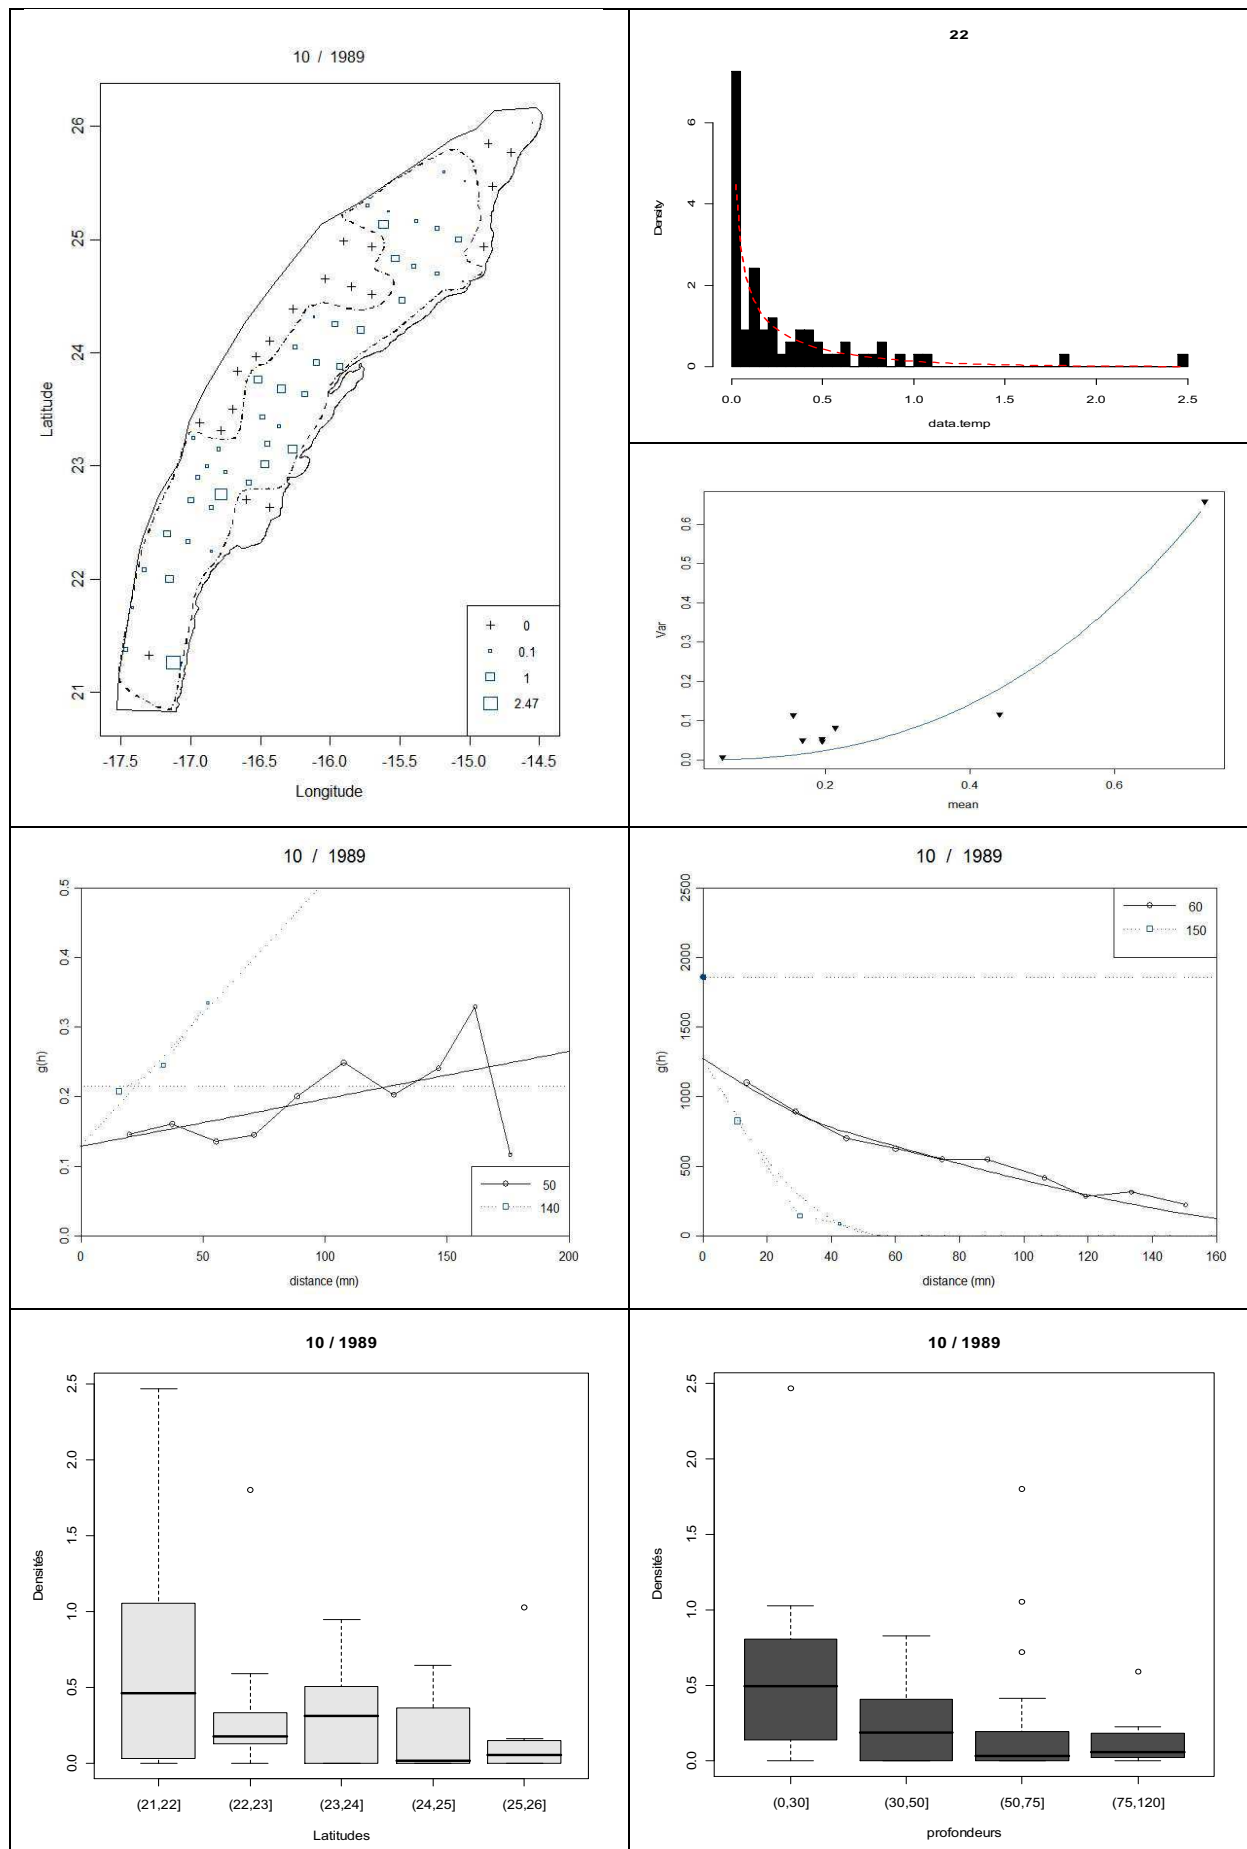 10 / 1989
Latitude
26
25
24
23
22
21
0
0.1
1
2.47
-17.5 -17.0 -16.5 -16.0 -15.5 -15.0 -14.5
Longitude
22
Density
6
4
2
0
0.0 0.5 1.0 1.5 2.0 2.5
data.temp
Var
0.6
0.5
0.4
0.3
0.2
0.1
0.0
0.2 0.4 0.6
mean
10 / 1989
g(h)
0.5
0.4
0.3
0.2
0.1
0.0
50
140
0 50 100 150 200
distance (mn)
10 / 1989
g(h)
2500
2000
1500
1000
500
0
60
150
0 20 40 60 80 100 120 140 160
distance (mn)
10 / 1989
Densités
2.5
2.0
1.5
1.0
0.5
0.0
(21,22] (22,23] (23,24] (24,25] (25,26]
Latitudes
10 / 1989
Densités
2.5
2.0
1.5
1.0
0.5
0.0
(0,30] (30,50] (50,75] (75,120]
profondeurs